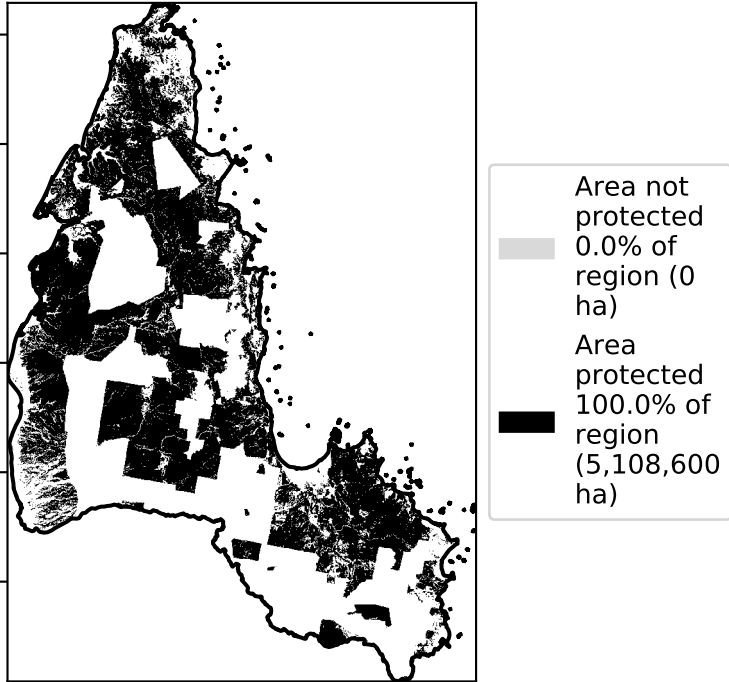 Area not
protected
0.0% of
region (0
ha)
Area
protected
100.0% of
region
(5,108,600
ha)